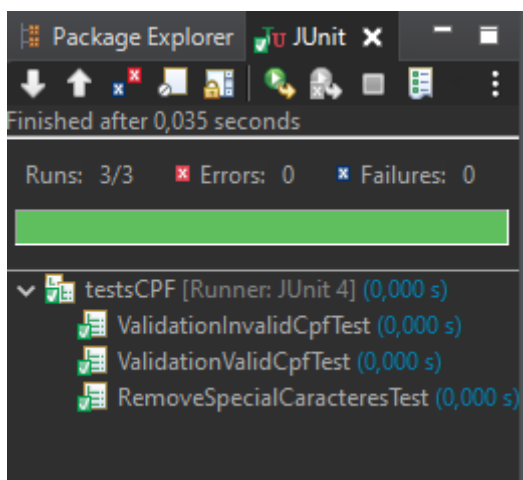 Package Explorer JUnit
Finished after 0,035 seconds
Runs: 3/3 Errors: 0 Failures: 0
testsCPF [Runner: JUnit 4] (0,000 s)
ValidationInvalidCpfTest (0,000 s)
ValidationValidCpfTest (0,000 s)
RemoveSpecialCaracteresTest (0,000 s)